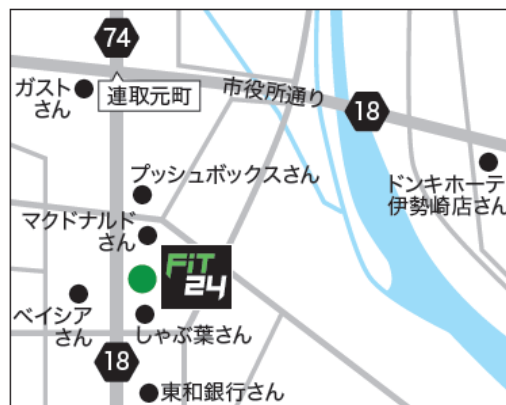 74
ガスト
さん
連取元町
市役所通り
18
プッシュボックスさん
ドンキホーテ
伊勢崎店さん
マクドナルド
さん
FiT
24
ベイシア
さん
しゃぶ葉さん
18
東和銀行さん